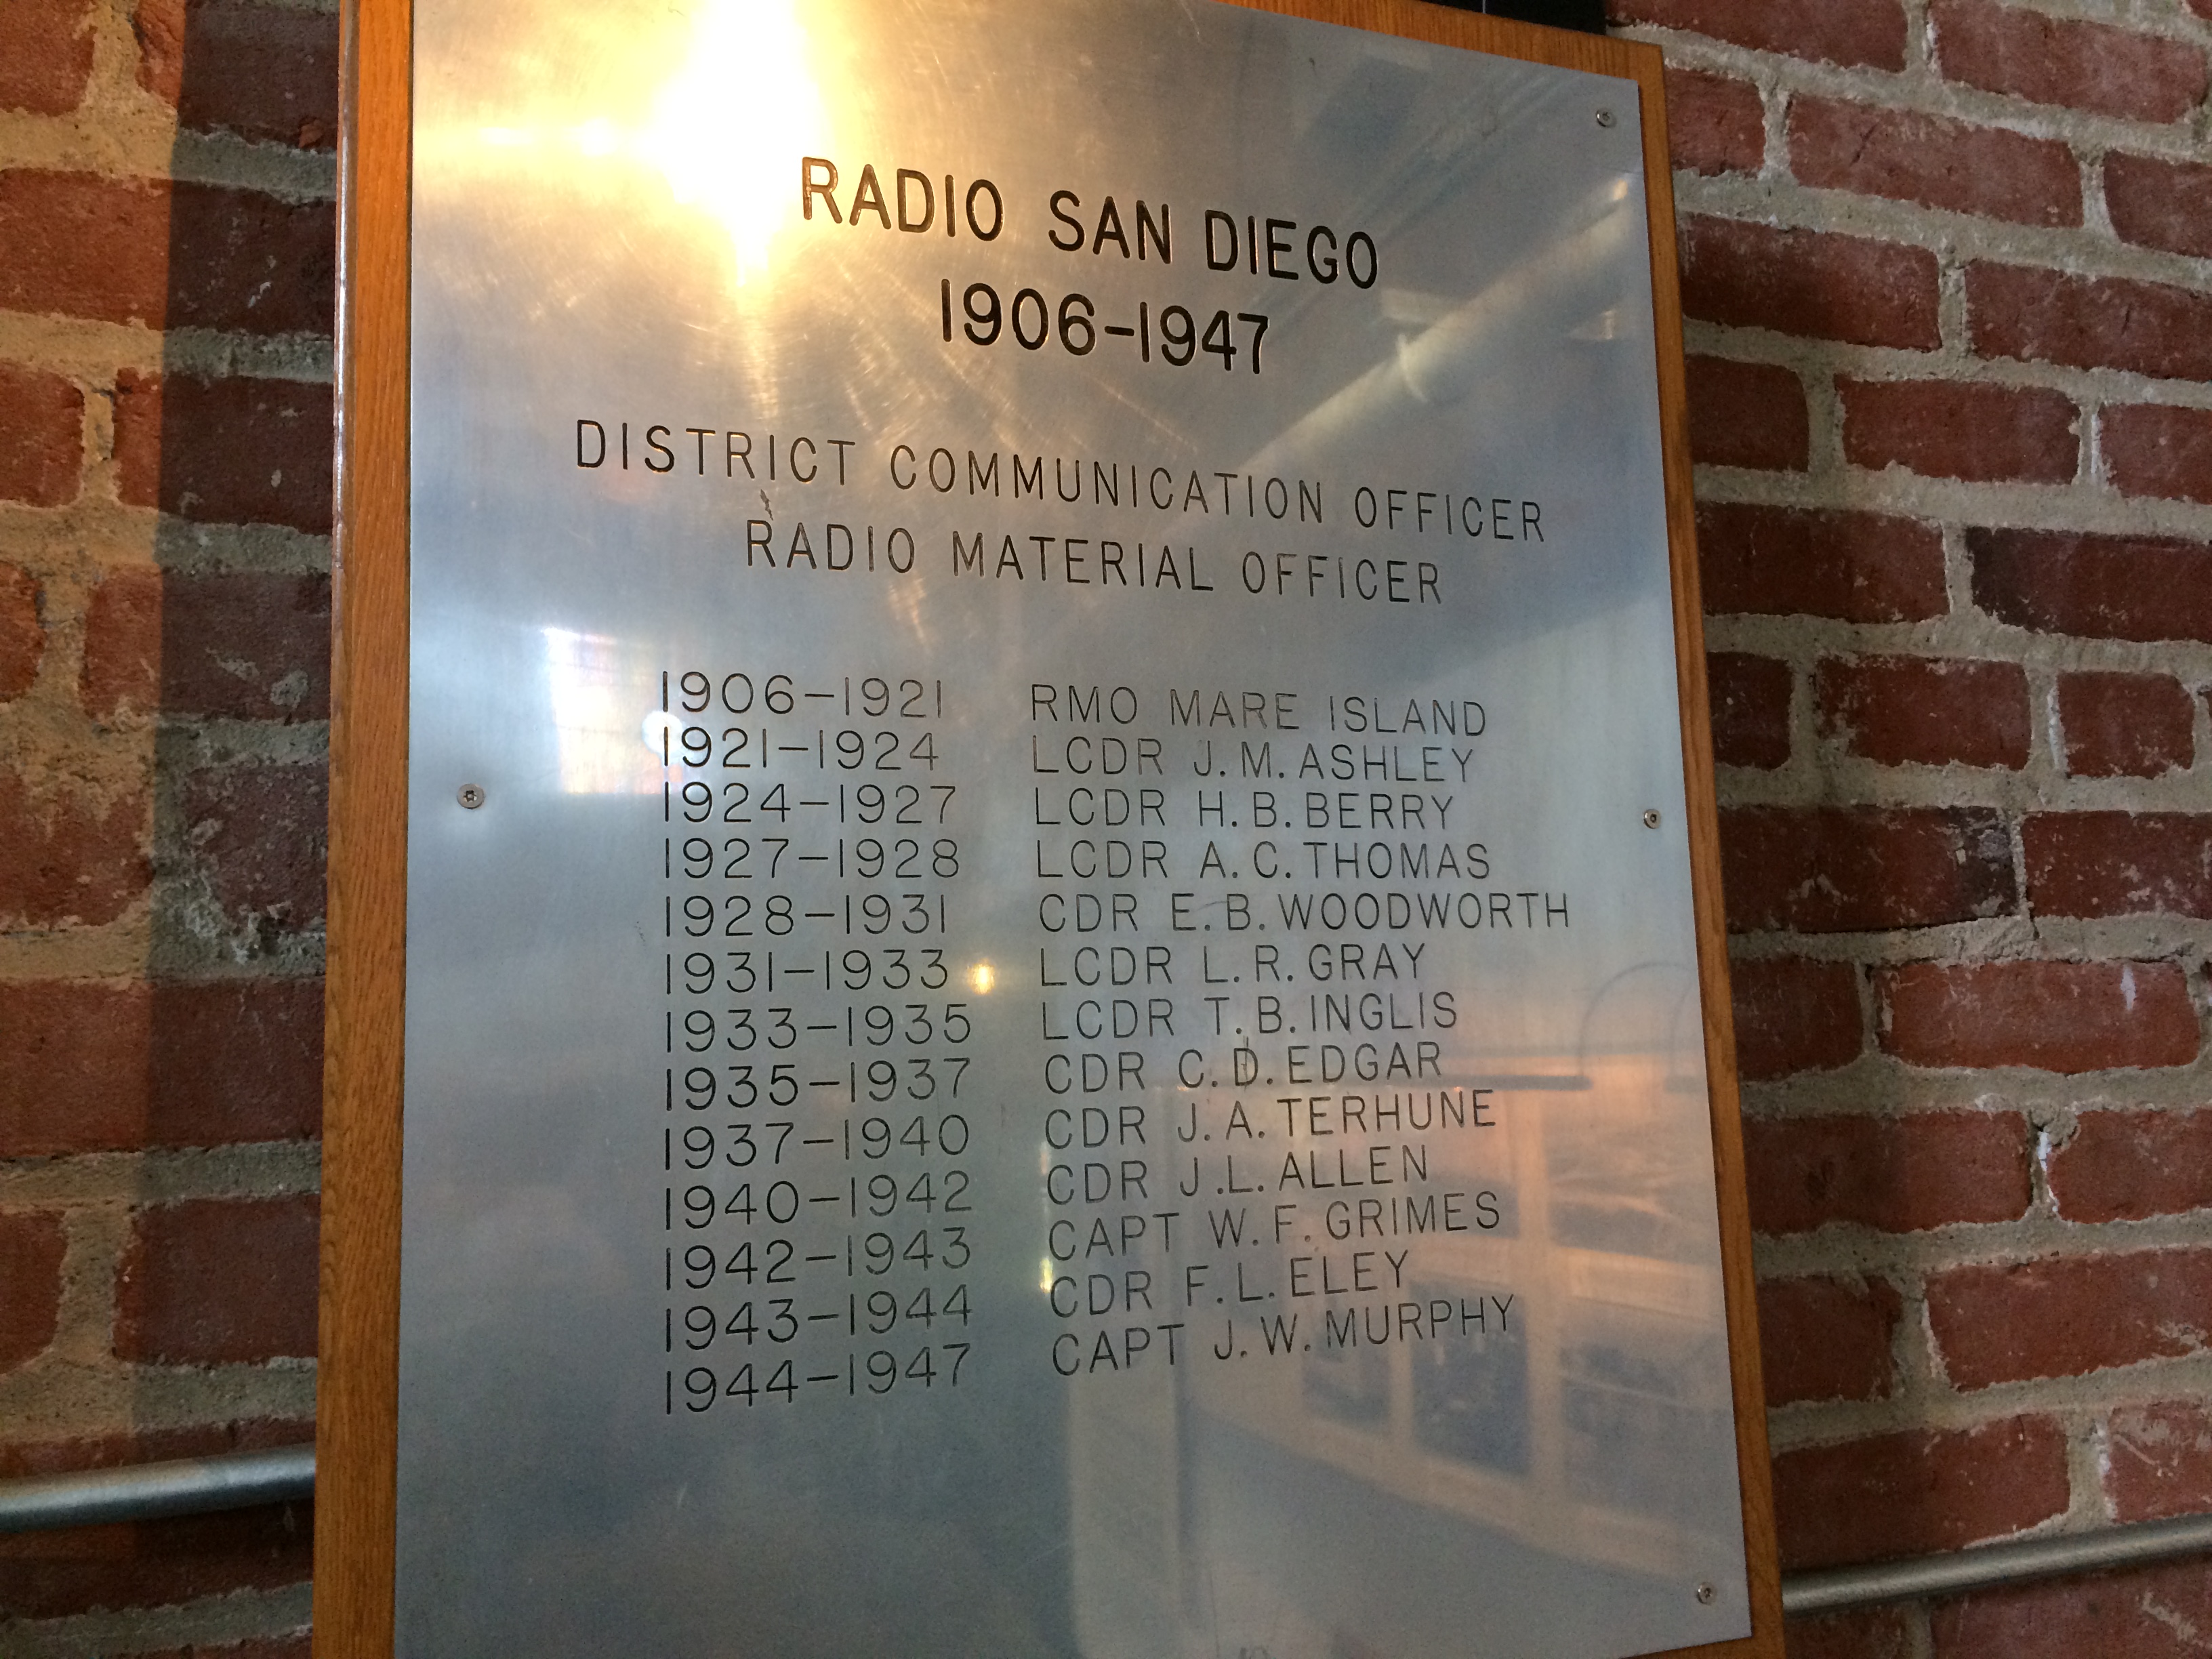 RADIO SAN DIEGO
1906-1947
DISTRICT COMMUNICATION OFFICER
RADIO MATERIAL OFFICER
1906-1921 RMO MARE ISLAND
1921-1924 LCDR J. M. ASHLEY
1924-1927 LCDR H. B. BERRY
1927-1928 LCDR A. C. THOMAS
1928-1931 CDR E. B. WOODWORTH
1931-1933 LCDR L. R. GRAY
1933-1935 LCDR T. B. INGLIS
1935-1937 CDR C. D. EDGAR
1937-1940 CDR J. A. TERHUNE
1940-1942 CDR J .L. ALLEN
1942-1943 CAPT W. F. GRIMES
1943-1944 CDR F. L. ELEY
1944-1947 CAPT J. W. MURPHY